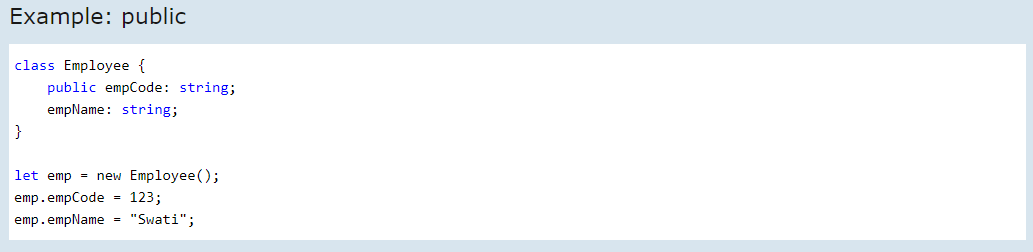 Example: public
class Employee {
    public empCode: string;
    empName: string;
}
let emp = new Employee();
emp.empCode = 123;
emp.empName = "Swati";